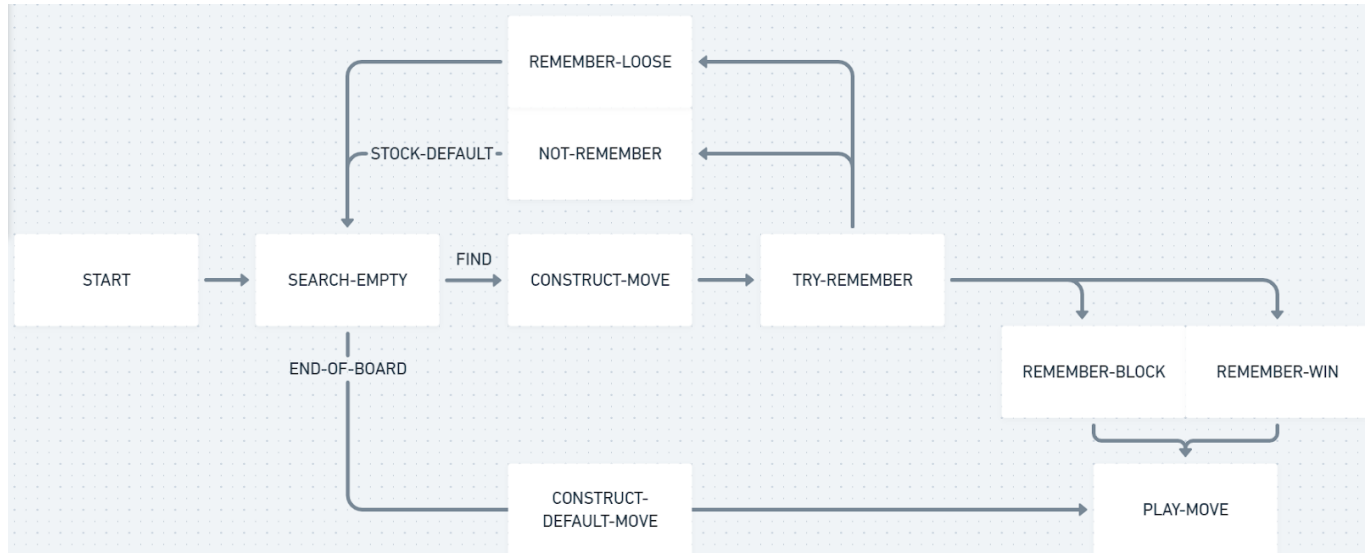 REMEMBER-LOOSE
STOCK-DEFAULT
NOT-REMEMBER
START
SEARCH-EMPTY
FIND
CONSTRUCT-MOVE
TRY-REMEMBER
END-OF-BOARD
REMEMBER-BLOCK
REMEMBER-WIN
CONSTRUCT-
DEFAULT-MOVE
PLAY-MOVE